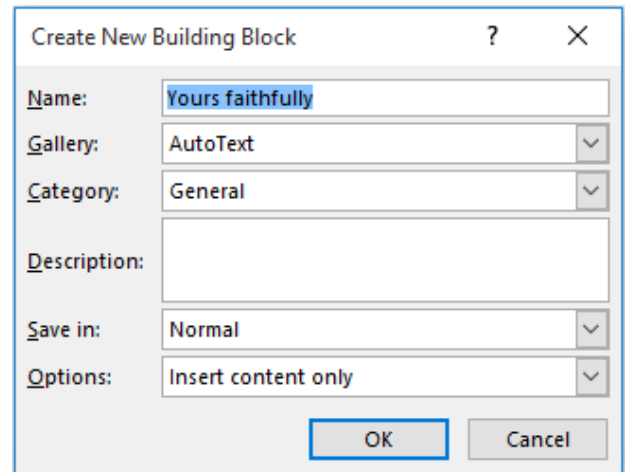 Create New Building Block ?
Name: Yours faithfully
Gallery: AutoText
Category: General
Description:
Save in: Normal
Options: Insert content only
OK Cancel